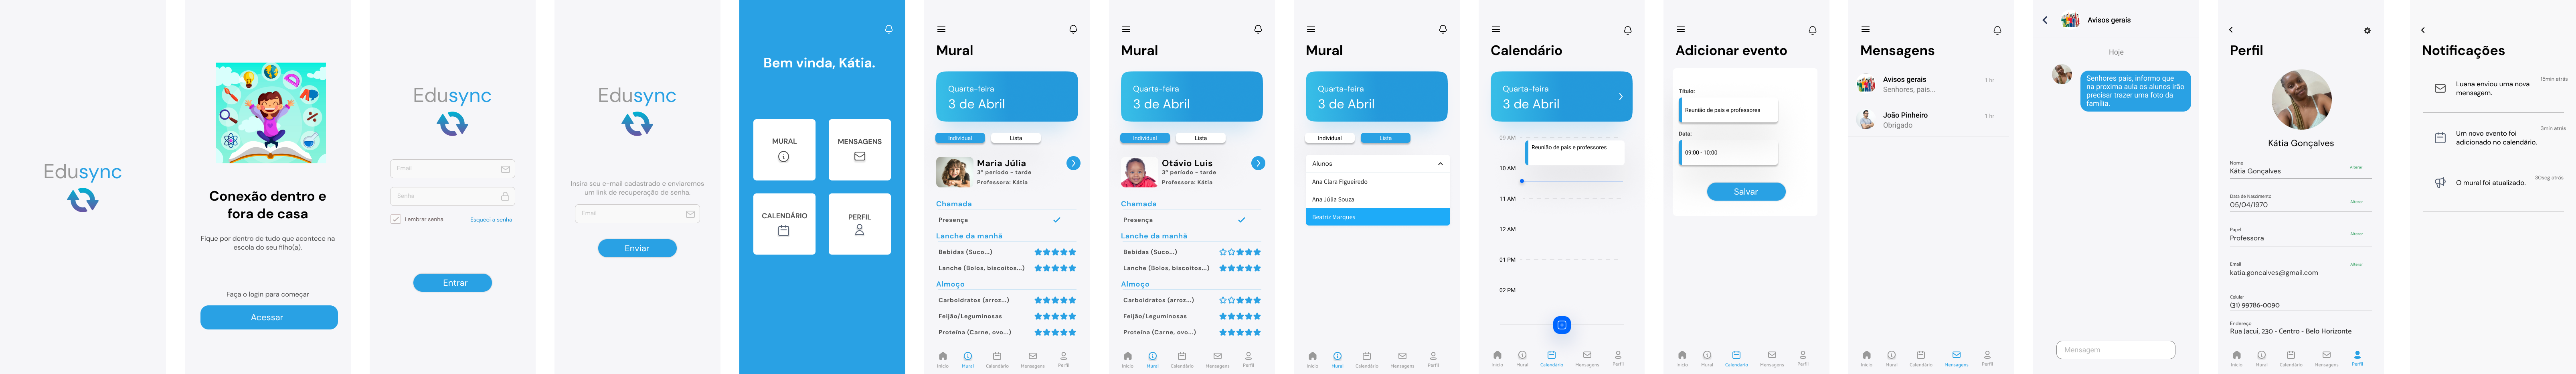 Edusync
Conexão dentro e
fora de casa
Fique por dentro de tudo que acontece na
escola do seu filho(a).
Faça o login para começar
Acessar
Edusync
Email
Senha
Lembrar senha
Esqueci a senha
Entrar
Edusync
Insira seu e-mail cadastrado e enviaremos
um link de recuperação de senha.
Email
Enviar
Bem vinda, Kátia.
MURAL
MENSAGENS
CALENDÁRIO
PERFIL
Mural
Quarta-feira
3 de Abril
Individual
Lista
Maria Júlia
3º período - tarde
Professora: Kátia
Chamada
Presença
Lanche da manhã
Bebidas (Suco...)
Lanche (Bolos, biscoitos...)
Almoço
Carboidratos (arroz...)
Feijão/Leguminosas
Proteína (Carne, ovo...)
Início
Mural
Calendário
Mensagens
Perfil
Mural
Quarta-feira
3 de Abril
Individual
Lista
Otávio Luis
3º período - tarde
Professora: Kátia
Chamada
Presença
Lanche da manhã
Bebidas (Suco...)
Lanche (Bolos, biscoitos...)
Almoço
Carboidratos (arroz...)
Feijão/Leguminosas
Proteína (Carne, ovo...)
Início
Mural
Calendário
Mensagens
Perfil
Mural
Quarta-feira
3 de Abril
Individual
Lista
Alunos
Ana Clara FIgueiredo
Ana Júlia Souza
Beatriz Marques
Início
Mural
Calendário
Mensagens
Perfil
Calendário
Quarta-feira
3 de Abril
09 AM
Reunião de pais e professores
10 AM
11 AM
12 AM
01 PM
02 PM
Início
Mural
Calendário
Mensagens
Perfil
Adicionar evento
Título:
Reunião de pais e professores
Data:
09:00 - 10:00
Salvar
Início
Mural
Calendário
Mensagens
Perfil
Mensagens
Avisos gerais
1 hr
Senhores, pais...
João Pinheiro
1 hr
Obrigado
Início
Mural
Calendário
Mensagens
Perfil
Avisos gerais
Hoje
Senhores pais, informo que
na proxima aula os alunos irão
precisar trazer uma foto da
família.
Mensagem
Perfil
Kátia Gonçalves
Nome
Kátia Gonçalves
Alterar
Data de Nascimento
05/04/1970
Alterar
Papel
Professora
Alterar
Email
katia.goncalves@gmail.com
Alterar
Celular
(31) 99786-0090
Endereço
Rua Jacuí, 230 - Centro - Belo Horizonte
Início
Mural
Calendário
Mensagens
Perfil
Notificações
15min atrás
Luana enviou uma nova
mensagem.
3min atrás
Um novo evento foi
adicionado no calendário.
30seg atrás
O mural foi atualizado.